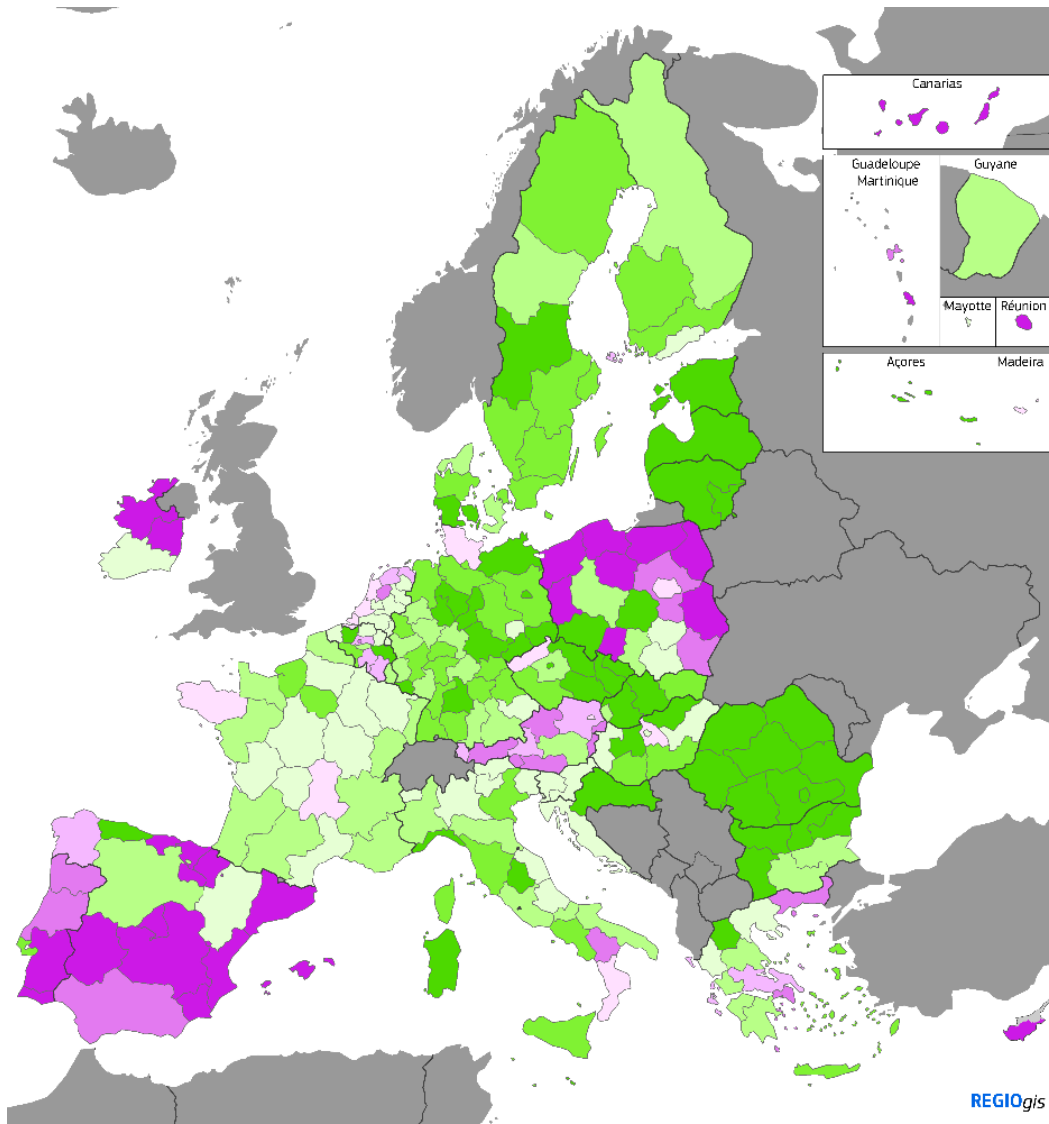 Canarias
Guadeloupe
Martinique
Guyane
Mayotte
Réunion
Açores
Madeira
REGIOgis